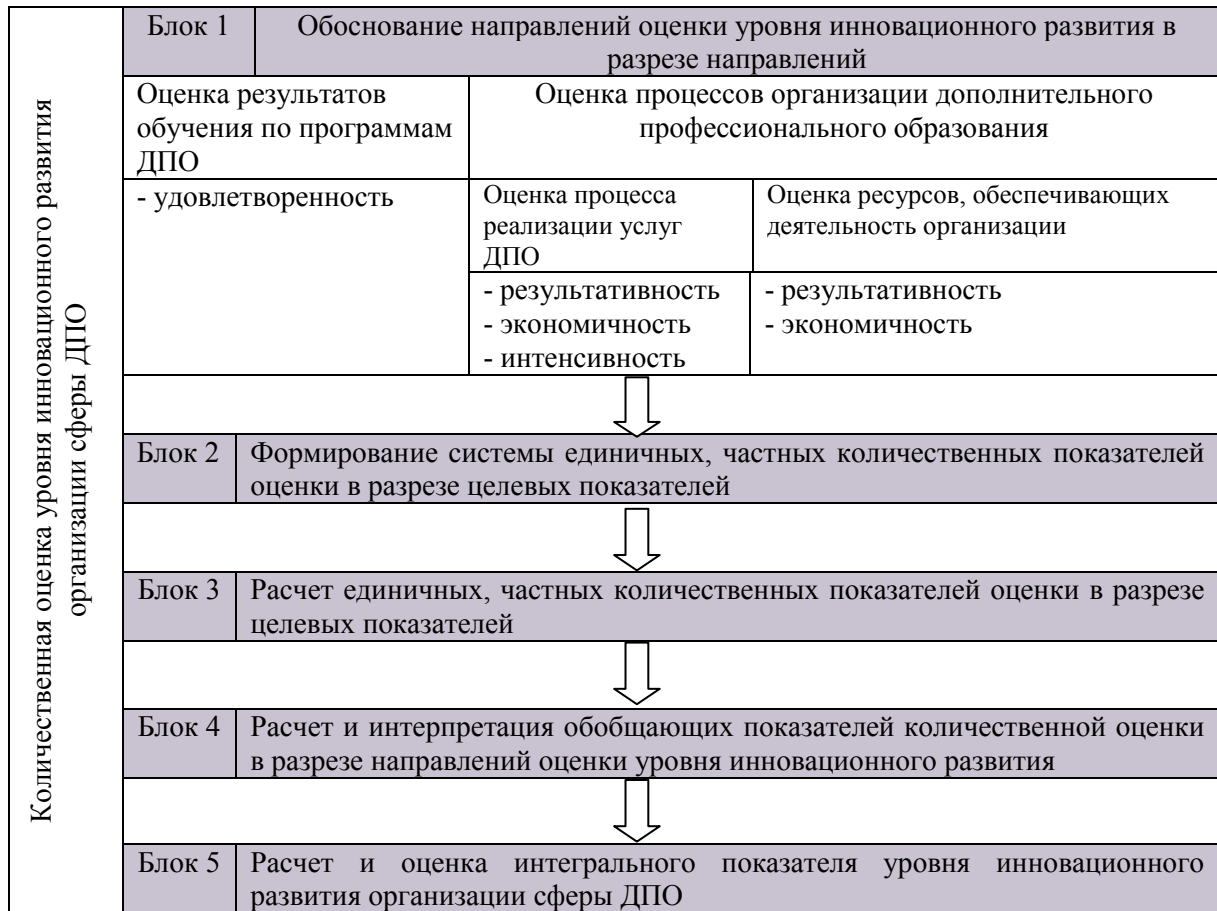 Количественная оценка уровня инновационного развития
организации сферы ДПО
Блок 1
Обоснование направлений оценки уровня инновационного развития в
разрезе направлений
Оценка результатов
обучения по программам
ДПО
Оценка процессов организации дополнительного
профессионального образования
- удовлетворенность
Оценка процесса
реализации услуг
ДПО
Оценка ресурсов, обеспечивающих
деятельность организации
- результативность
- экономичность
- интенсивность
- результативность
- экономичность
Блок 2
Формирование системы единичных, частных количественных показателей
оценки в разрезе целевых показателей
Блок 3
Расчет единичных, частных количественных показателей оценки в разрезе
целевых показателей
Блок 4
Расчет и интерпретация обобщающих показателей количественной оценки
в разрезе направлений оценки уровня инновационного развития
Блок 5
Расчет и оценка интегрального показателя уровня инновационного
развития организации сферы ДПО